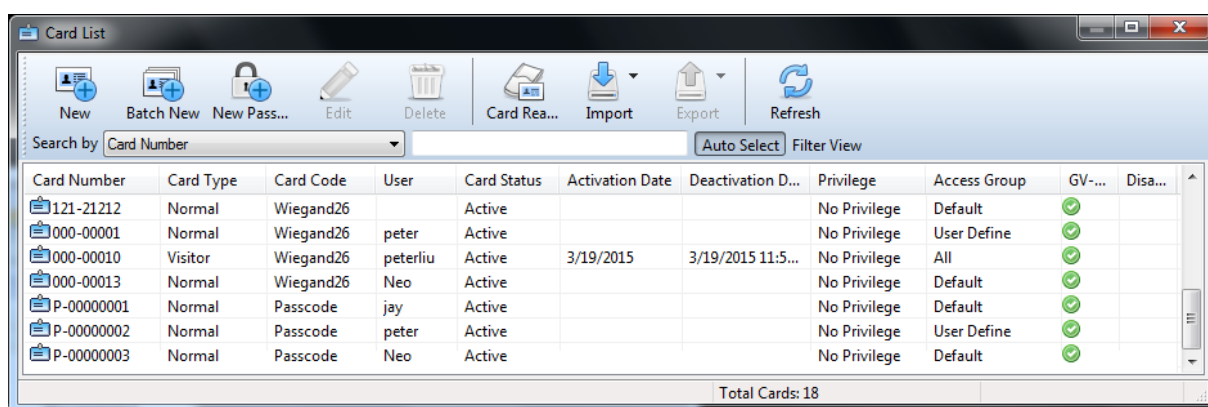 Card List
New Batch New New Pass... Edit Delete Card Rea... Import Export Refresh
Search by Card Number Auto Select Filter View
Card Number Card Type Card Code User Card Status Activation Date Deactivation D... Privilege Access Group GV-... Disa...
121-21212 Normal Wiegand26 Active No Privilege Default
000-00001 Normal Wiegand26 peter Active No Privilege User Define
000-00010 Visitor Wiegand26 peterliu Active 3/19/2015 3/19/2015 11:5... No Privilege All
000-00013 Normal Wiegand26 Neo Active No Privilege Default
P-00000001 Normal Passcode jay Active No Privilege Default
P-00000002 Normal Passcode peter Active No Privilege User Define
P-00000003 Normal Passcode Neo Active No Privilege Default
Total Cards: 18